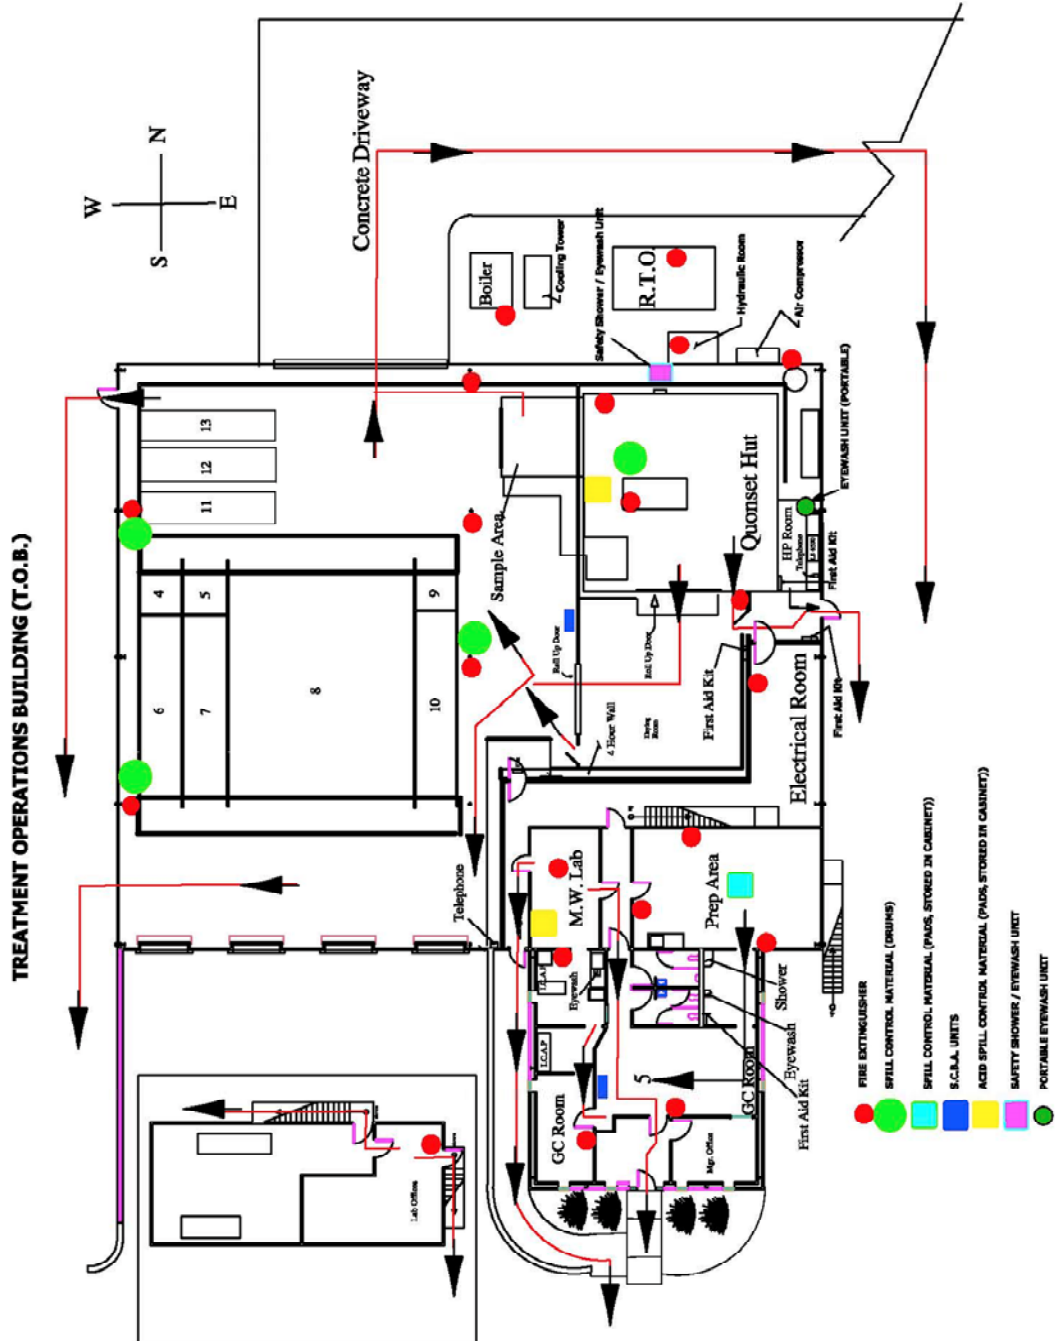 TREATMENT OPERATIONS BUILDING (T.O.B.)
W
N
S
E
Concrete Driveway
Boiler
Cooling Tower
Safety Shower / Eyewash Unit
R.T.O.
Hydraulic Room
Air Compressor
EYEWASH UNIT (PORTABLE)
13
12
11
Sample Area
Quonset Hut
HP Room
Telephone
First Aid Kit
4
5
9
6
7
8
10
Roll Up Door
Roll Up Door
4 Hour Wall
Drying
Room
First Aid Kit
First Aid Kit
Electrical Room
Telephone
M.W. Lab
Prep Area
I.C.A.P
Eyewash
Shower
I.C.A.P
Eyewash
GC Room
5
GC Room
First Aid Kit
Mgr. Office
Lab Offices
FIRE EXTINGUISHER
SPILL CONTROL MATERIAL (DRUMS)
SPILL CONTROL MATERIAL (PADS, STORED IN CABINET))
S.C.B.A. UNITS
ACID SPILL CONTROL MATERIAL (PADS, STORED IN CABINET))
SAFETY SHOWER / EYEWASH UNIT
PORTABLE EYEWASH UNIT